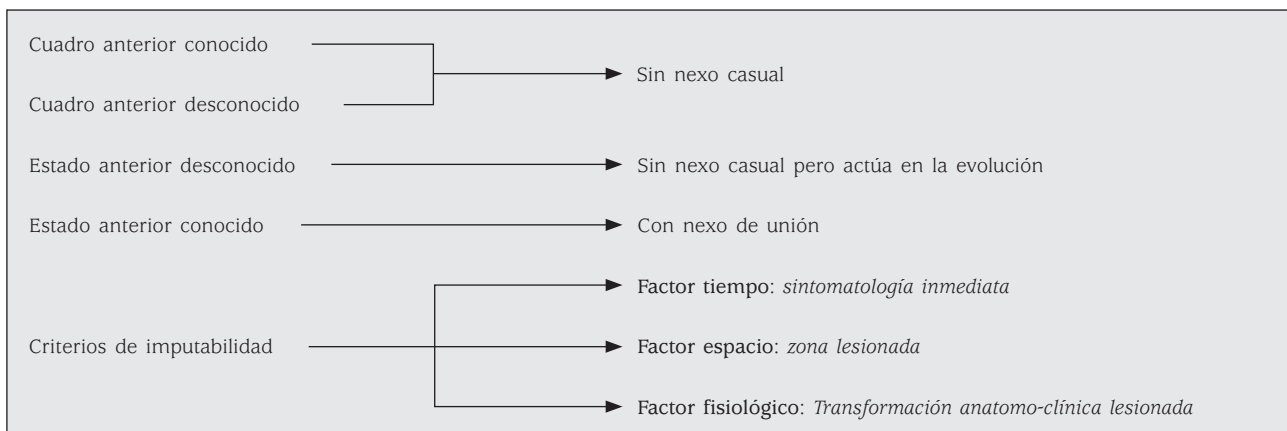 Cuadro anterior conocido
Sin nexo casual
Cuadro anterior desconocido
Estado anterior desconocido
Sin nexo casual pero actúa en la evolución
Estado anterior conocido
Con nexo de unión
Factor tiempo: sintomatología inmediata
Criterios de imputabilidad
Factor espacio: zona lesionada
Factor fisiológico: Transformación anatomo-clínica lesionada